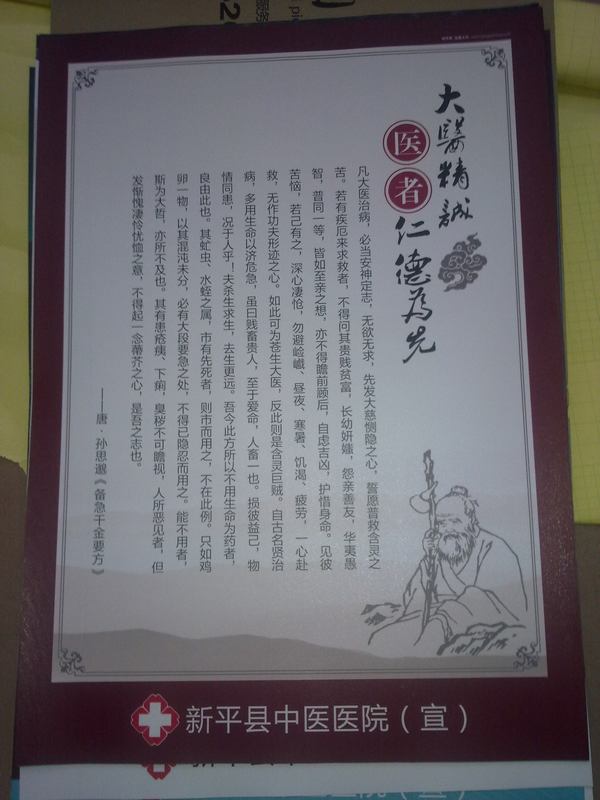 大醫精誠
医者仁德為先
凡大医治病，必当安神定志，无欲无求，先发大慈恻隐之心，誓愿普救含灵之
苦。若有疾厄来求救者，不得问其贵贱贫富，长幼妍媸，怨亲善友，华夷愚
智，普同一等，皆如至亲之想，亦不得瞻前顾后，自虑吉凶，护惜身命。见彼
苦恼，若己有之，深心凄怆，勿避崄巇、昼夜、寒暑、饥渴、疲劳，一心赴
救，无作功夫形迹之心。如此可为苍生大医，反此则是含灵巨贼。自古名贤治
病，多用生命以济危急，虽曰贱畜贵人，至于爱命，人畜一也。损彼益己，物
情同患，况于人乎！夫杀生求生，去生更远。吾今此方所以不用生命为药者，
良由此也。其虻虫、水蛭之属，市有先死者，则市而用之，不在此例。只如鸡
卵一物，以其混沌未分，必有大段要急之处，不得已隐忍而用之。能不用者，
斯为大哲，亦所不及也。其有患疮痍、下痢，臭秽不可瞻视，人所恶见者，但
发惭愧凄怜忧恤之意，不得起一念蒂芥之心，是吾之志也。
——唐·孙思邈《备急千金要方》
新平县中医医院（宣）